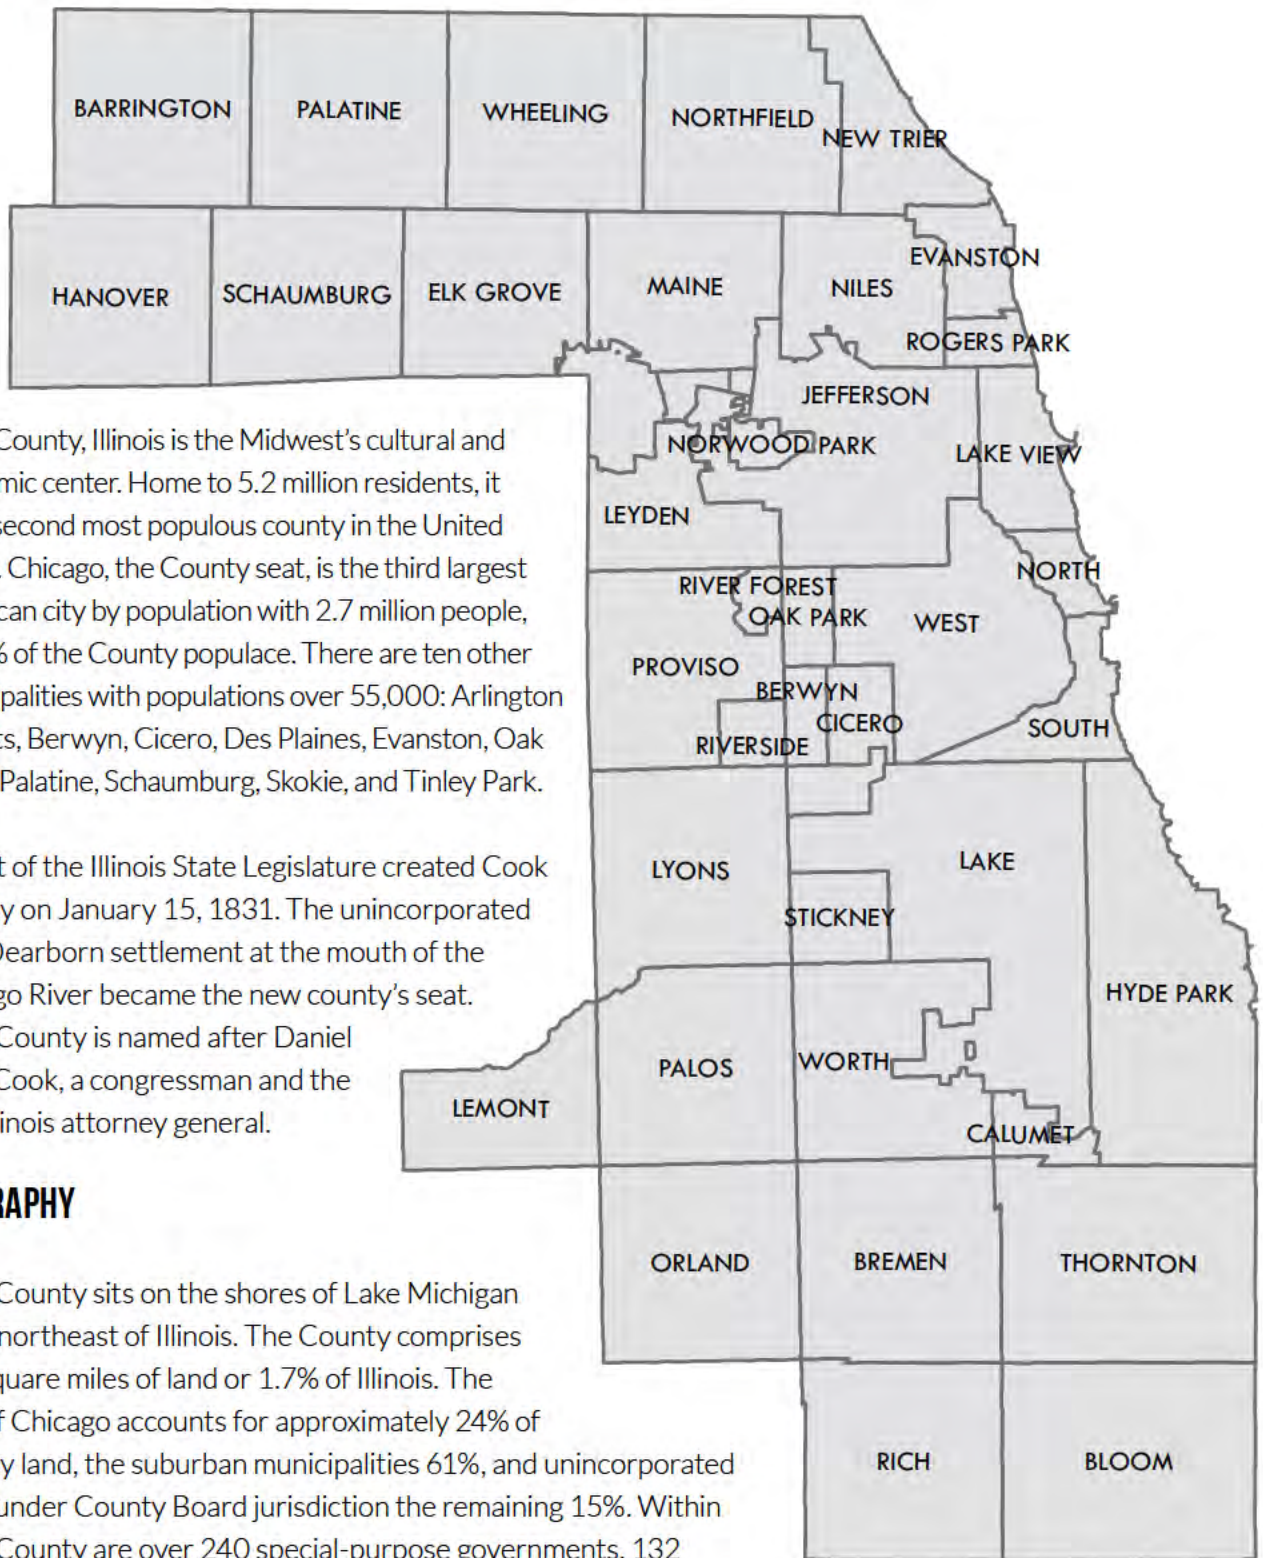 BARRINGTON
PALATINE
WHEELING
NORTHFIELD
NEW TRIER
EVANSTON
HANOVER
SCHAUMBURG
ELK GROVE
MAINE
NILES
ROGERS PARK
JEFFERSON
NORWOOD PARK
LAKE VIEW
LEYDEN
NORTH
RIVER FOREST
OAK PARK
WEST
PROVISO
BERWYN
CICERO
RIVERSIDE
SOUTH
LYONS
LAKE
STICKNEY
HYDE PARK
PALOS
WORTH
LEMONT
CALUMET
ORLAND
BREMEN
THORNTON
RICH
BLOOM
County, Illinois is the Midwest’s cultural and
mic center. Home to 5.2 million residents, it
second most populous county in the United
. Chicago, the County seat, is the third largest
can city by population with 2.7 million people,
% of the County populace. There are ten other
palities with populations over 55,000: Arlington
ts, Berwyn, Cicero, Des Plaines, Evanston, Oak
Palatine, Schaumburg, Skokie, and Tinley Park.
t of the Illinois State Legislature created Cook
y on January 15, 1831. The unincorporated
Dearborn settlement at the mouth of the
go River became the new county’s seat.
County is named after Daniel
Cook, a congressman and the
linois attorney general.
RAPHY
County sits on the shores of Lake Michigan
northeast of Illinois. The County comprises
quare miles of land or 1.7% of Illinois. The
f Chicago accounts for approximately 24% of
y land, the suburban municipalities 61%, and unincorporated
under County Board jurisdiction the remaining 15%. Within
County are over 240 special-purpose governments, 132